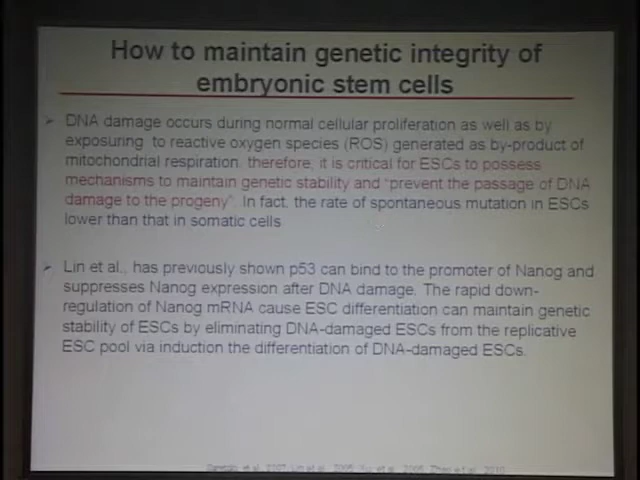 How to maintain genetic integrity of
embryonic stem cells
DNA damage occurs during normal cellular proliferation as well as by
exposuring to reactive oxygen species (ROS) generated as by-product of
mitochondrial respiration, therefore, it is critical for ESCs to possess
mechanisms to maintain genetic stability and "prevent the passage of DNA
damage to the progeny". In fact, the rate of spontaneous mutation in ESCs
lower than that in somatic cells
Lin et al., has previously shown p53 can bind to the promoter of Nanog and
suppresses Nanog expression after DNA damage. The rapid down-
regulation of Nanog mRNA cause ESC differentiation can maintain genetic
stability of ESCs by eliminating DNA-damaged ESCs from the replicative
ESC pool via induction the differentiation of DNA-damaged ESCs.